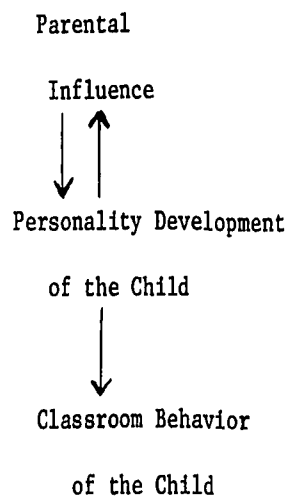 Parental
Influence
Personality Development
of the Child
Classroom Behavior
of the Child